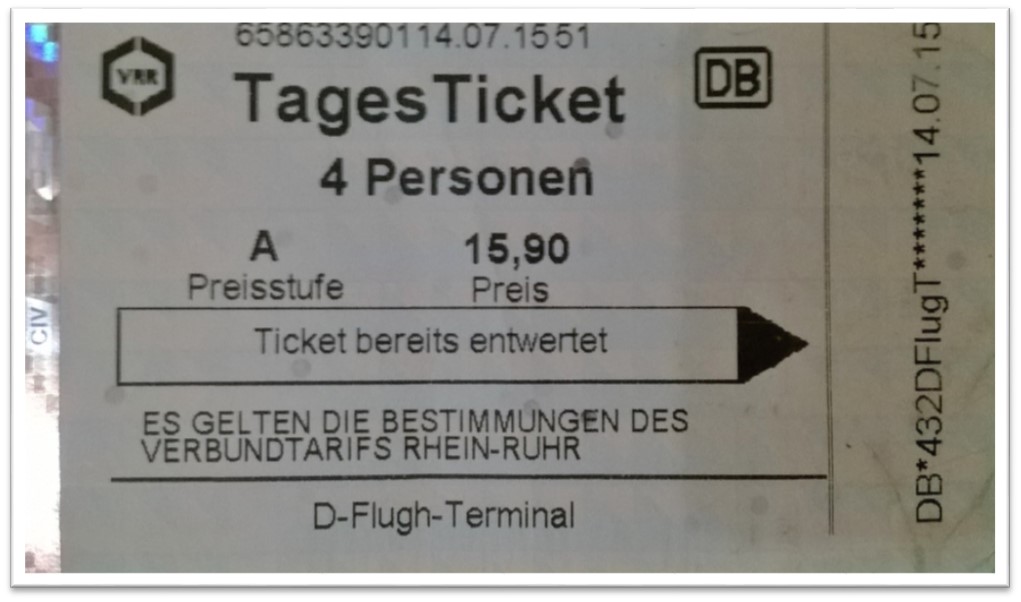 65863390114.07.1551
VRR
TagesTicket
DB
4 Personen
A 15,90
Preisstufe Preis
Ticket bereits entwertet
ES GELTEN DIE BESTIMMUNGEN DES
VERBUNDTARIFS RHEIN-RUHR
D-Flugh-Terminal
CIV
DB*432DFlugT*******14.07.15